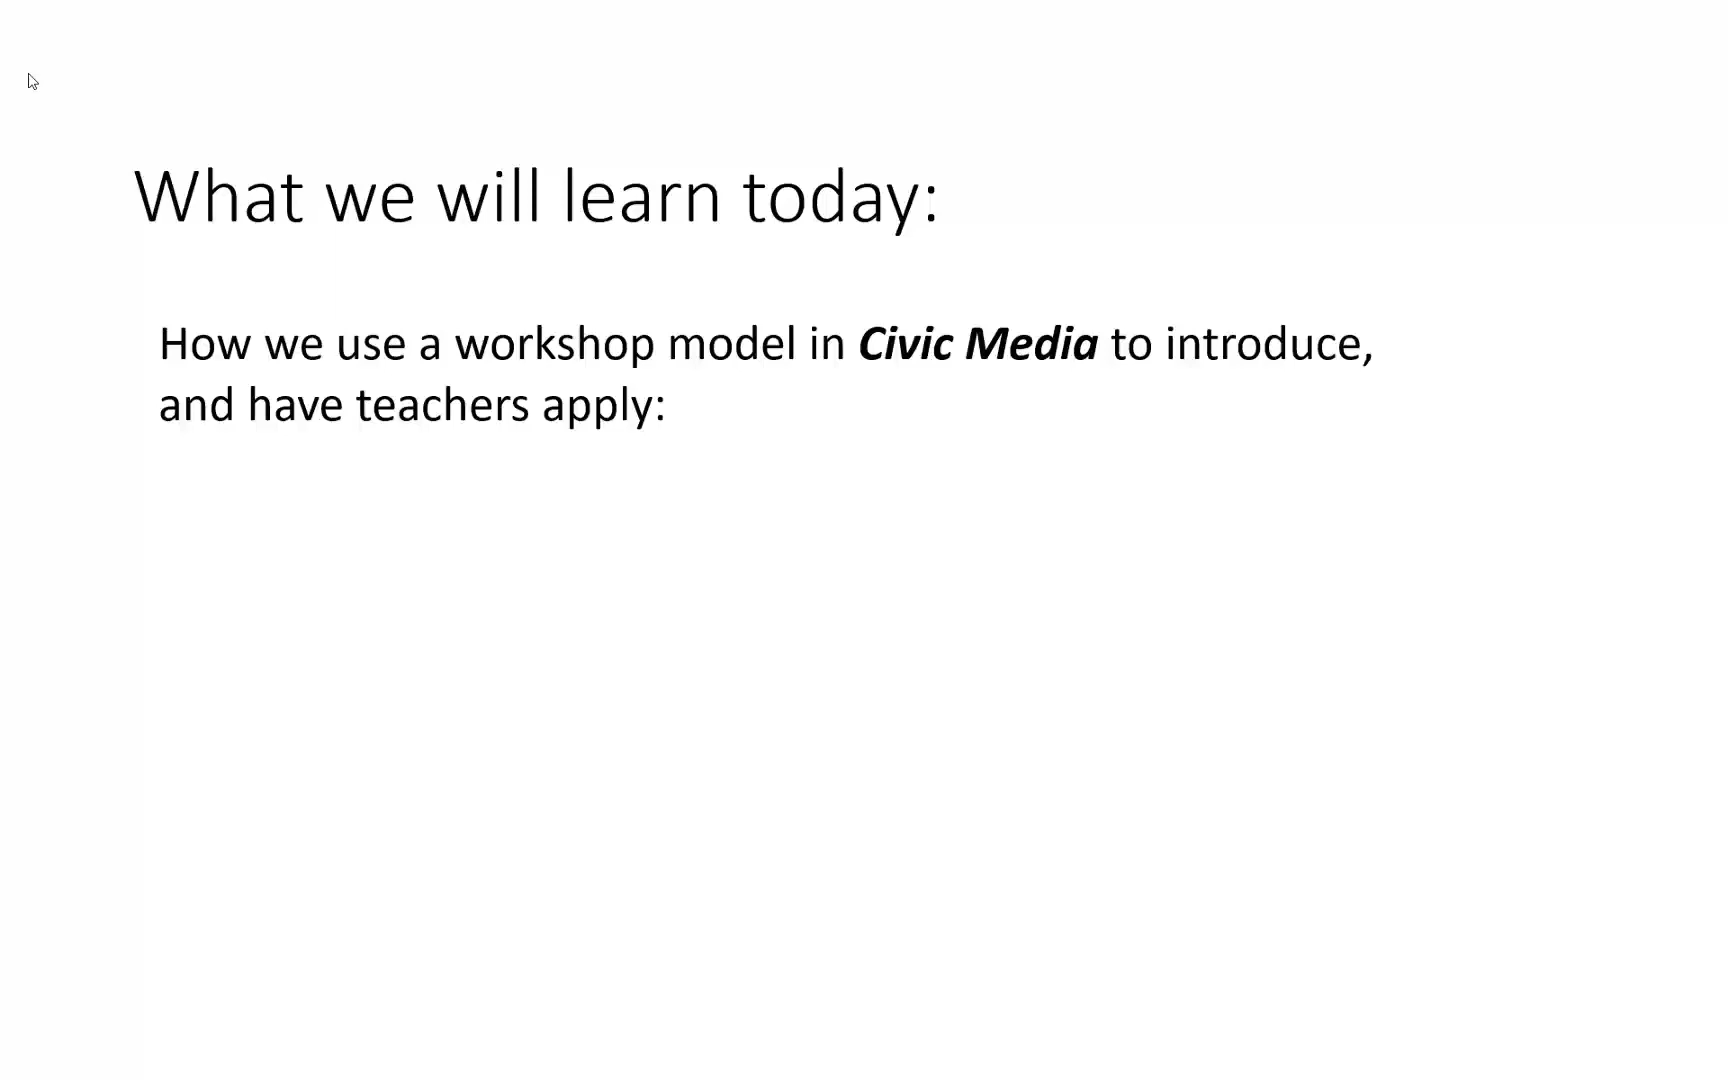 What we will learn today:
How we use a workshop model in Civic Media to introduce,
and have teachers apply: